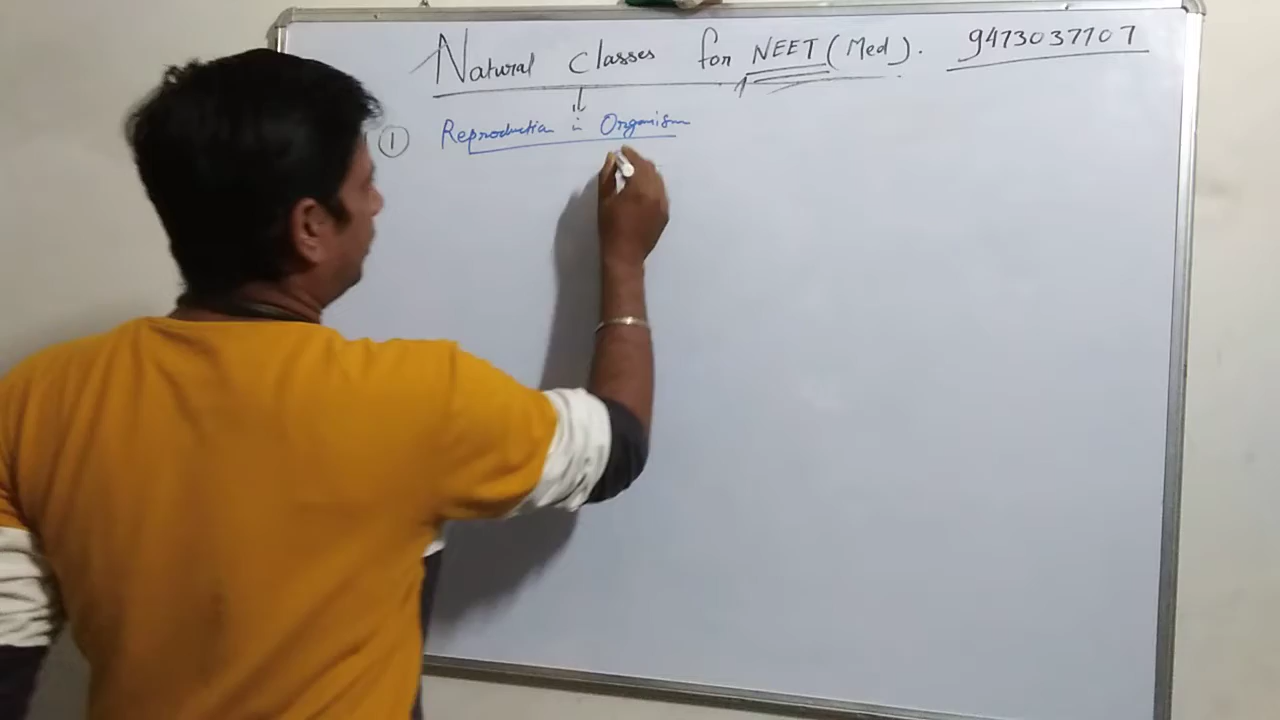 Natural Classes for NEET (Med). 9473037707
① Reproduction in Organism